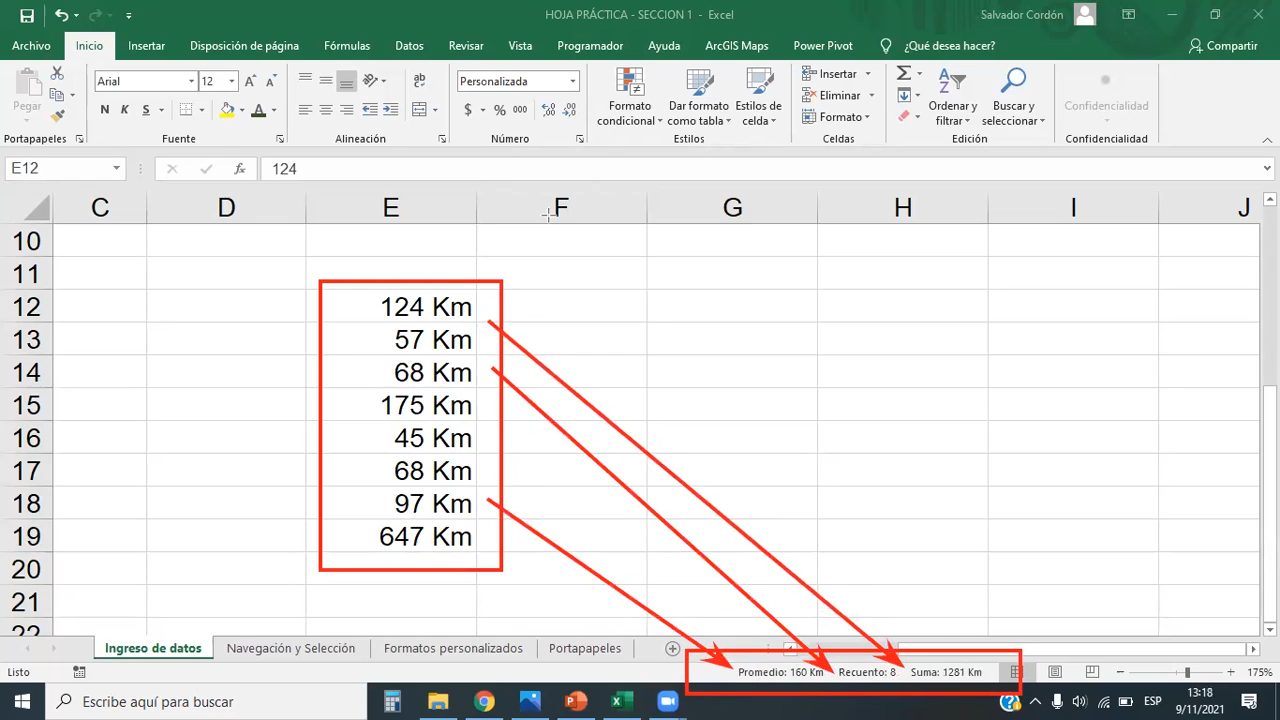 HOJA PRÁCTICA - SECCION 1 - Excel
Salvador Cordón
Archivo Inicio Insertar Disposición de página Fórmulas Datos Revisar Vista Programador Ayuda ArcGIS Maps Power Pivot ¿Qué desea hacer? Compartir
Pegar
Portapapeles
Arial 12
N K S
Fuente
ab
Alineación
Personalizada
$ % 000
Número
Formato condicional
Dar formato como tabla
Estilos de celda
Estilos
Insertar
Eliminar
Formato
Celdas
Ordenar y filtrar
Buscar y seleccionar
Edición
Confidencialidad
Confidencialidad
E12 fx 124
C D E F G H I J
10
11
12 124 Km
13 57 Km
14 68 Km
15 175 Km
16 45 Km
17 68 Km
18 97 Km
19 647 Km
20
21
22
Ingreso de datos Navegación y Selección Formatos personalizados Portapapeles
Listo Promedio: 160 Km Recuento: 8 Suma: 1281 Km 175%
Escribe aquí para buscar ESP 13:18
9/11/2021